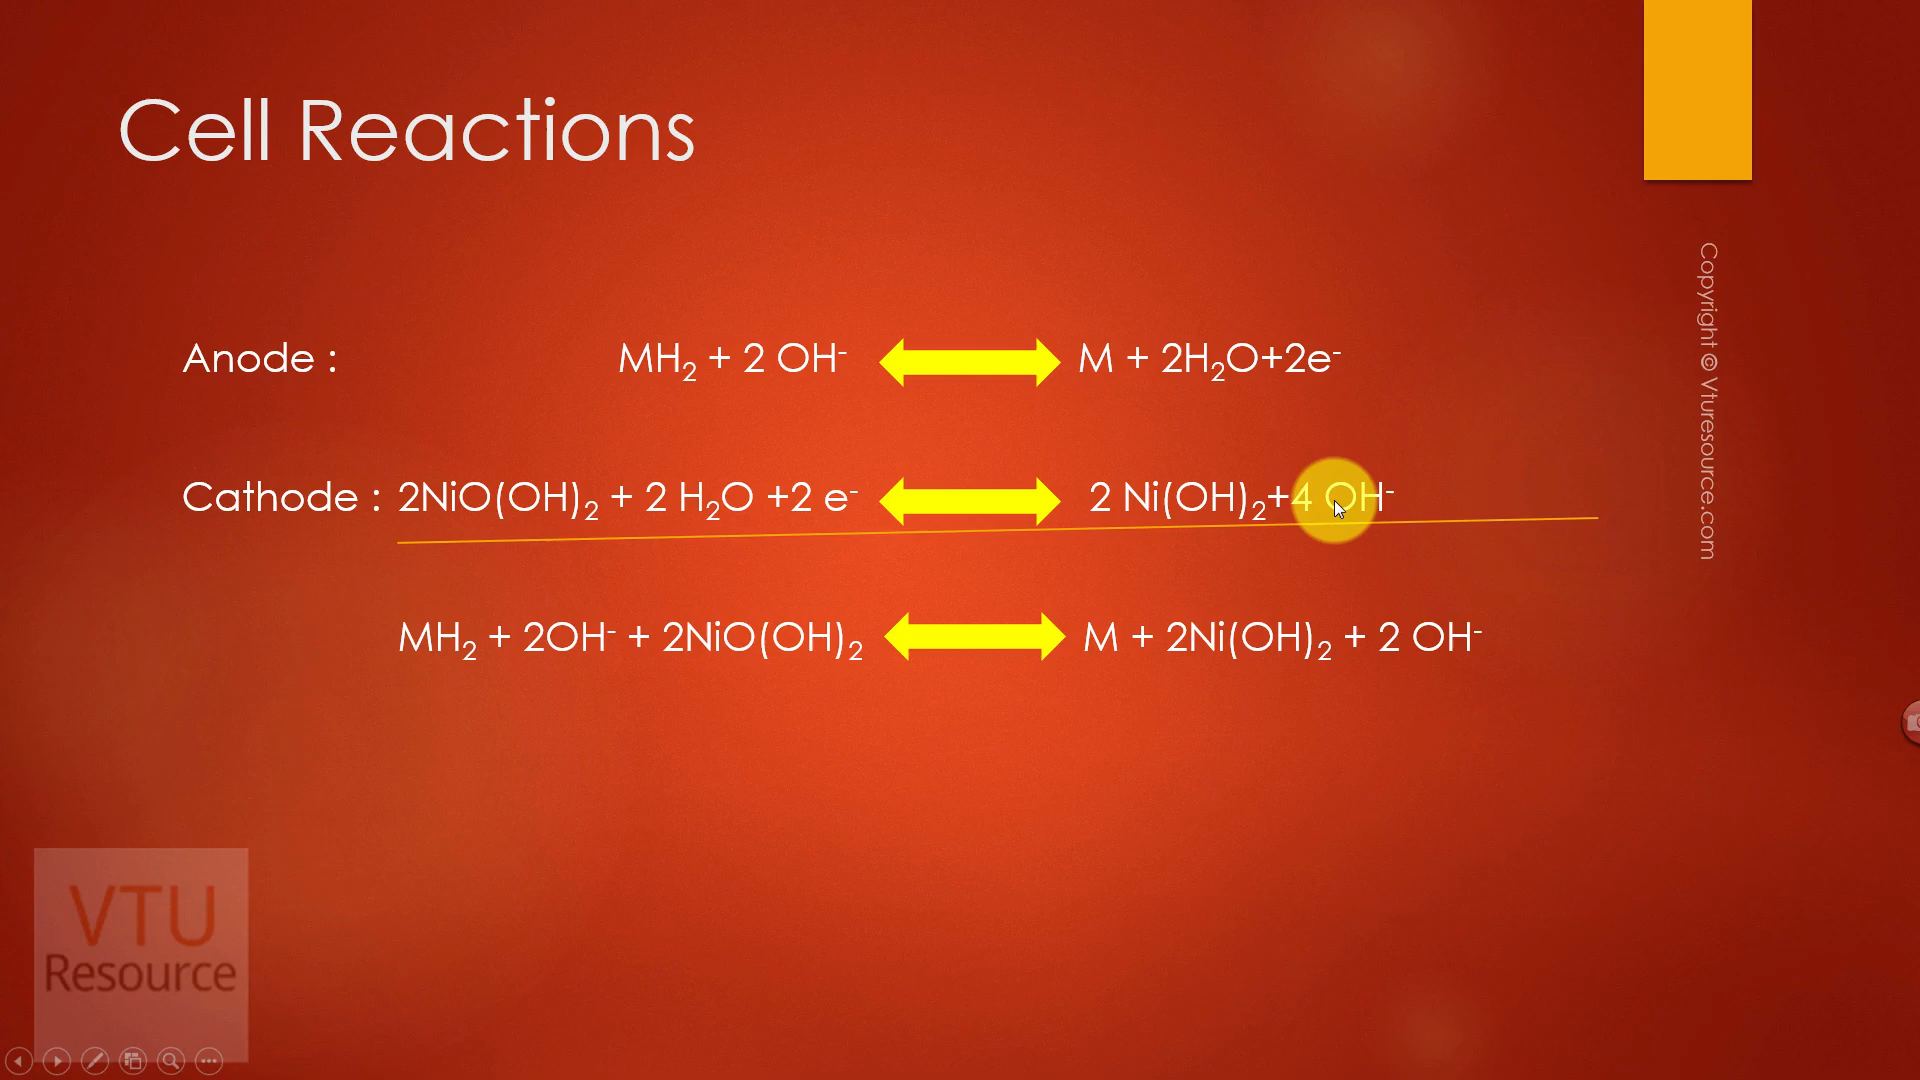 Cell Reactions
Copyright © Vturesource.com
Anode : MH₂ + 2 OH⁻ M + 2H₂O+2e⁻
Cathode : 2NiO(OH)₂ + 2 H₂O +2 e⁻ 2 Ni(OH)₂+4 OH⁻
MH₂ + 2OH⁻ + 2NiO(OH)₂ M + 2Ni(OH)₂ + 2 OH⁻
VTU
Resource